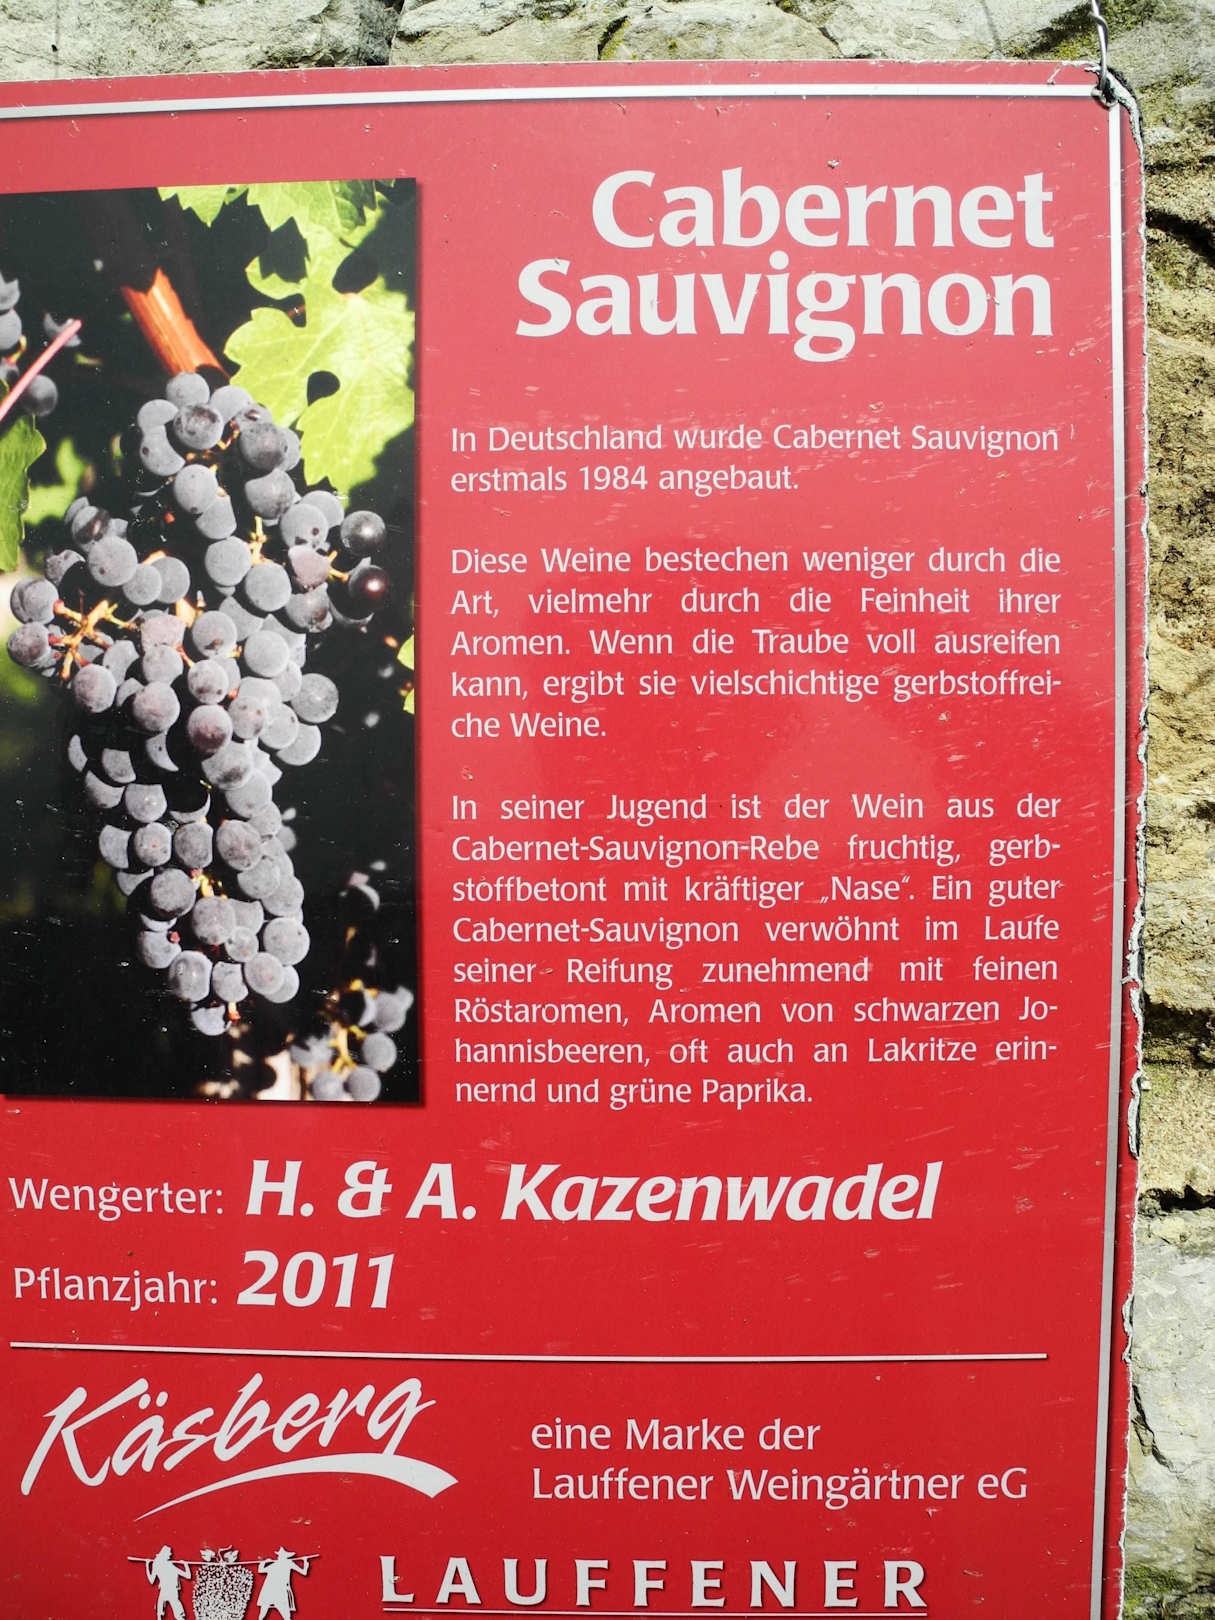 Cabernet
Sauvignon
In Deutschland wurde Cabernet Sauvignon
erstmals 1984 angebaut.
Diese Weine bestechen weniger durch die
Art, vielmehr durch die Feinheit ihrer
Aromen. Wenn die Traube voll ausreifen
kann, ergibt sie vielschichtige gerbstoffrei-
che Weine.
In seiner Jugend ist der Wein aus der
Cabernet-Sauvignon-Rebe fruchtig, gerb-
stoffbetont mit kräftiger „Nase“. Ein guter
Cabernet-Sauvignon verwöhnt im Laufe
seiner Reifung zunehmend mit feinen
Röstaromen, Aromen von schwarzen Jo-
hannisbeeren, oft auch an Lakritze erin-
nernd und grüne Paprika.
Wengerter: H. & A. Kazenwadel
Pflanzjahr: 2011
Käsberg
eine Marke der
Lauffener Weingärtner eG
LAUFFENER